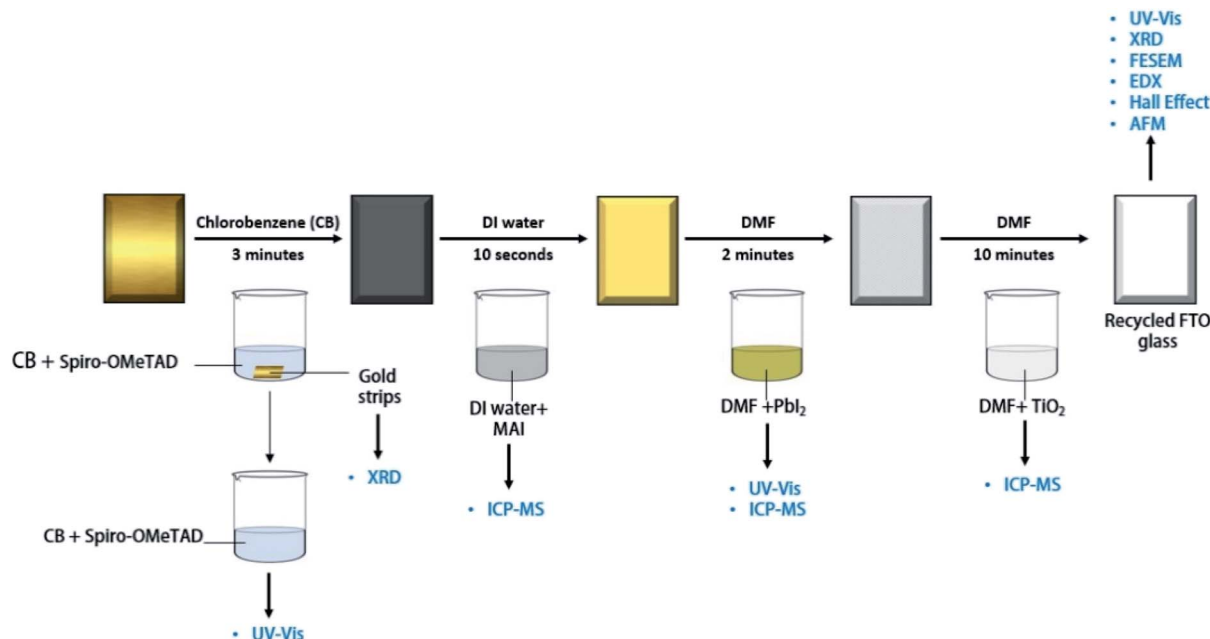 • UV-Vis
• XRD
• FESEM
• EDX
• Hall Effect
• AFM
Chlorobenzene (CB)
3 minutes
DI water
10 seconds
DMF
2 minutes
DMF
10 minutes
Recycled FTO
glass
CB + Spiro-OMeTAD
Gold
strips
• XRD
DI water+
MAI
• ICP-MS
DMF +PbI₂
• UV-Vis
• ICP-MS
DMF+ TiO₂
• ICP-MS
CB + Spiro-OMeTAD
• UV-Vis